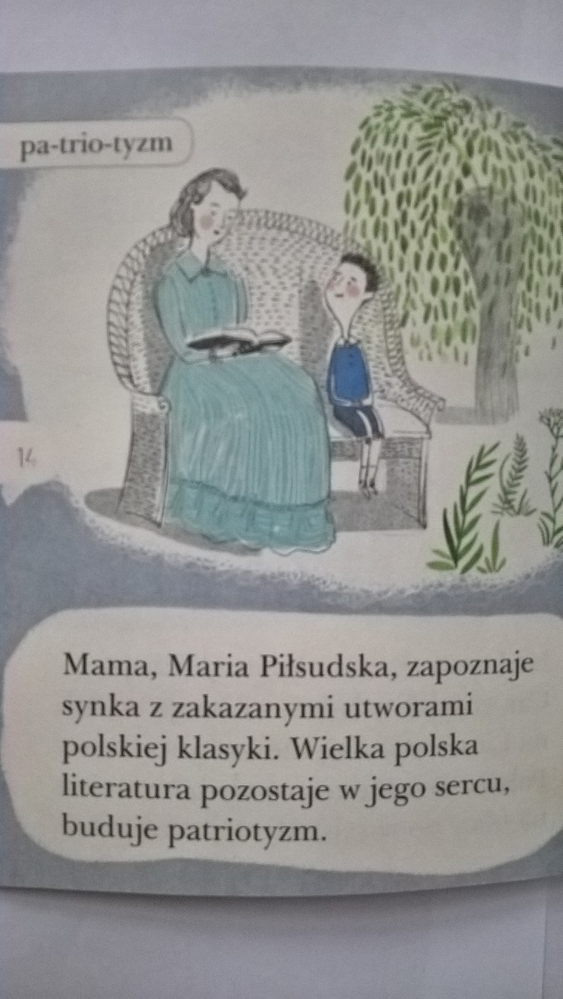 pa-trio-tyzm
14
Mama, Maria Piłsudska, zapoznaje
synka z zakazanymi utworami
polskiej klasyki. Wielka polska
literatura pozostaje w jego sercu,
buduje patriotyzm.